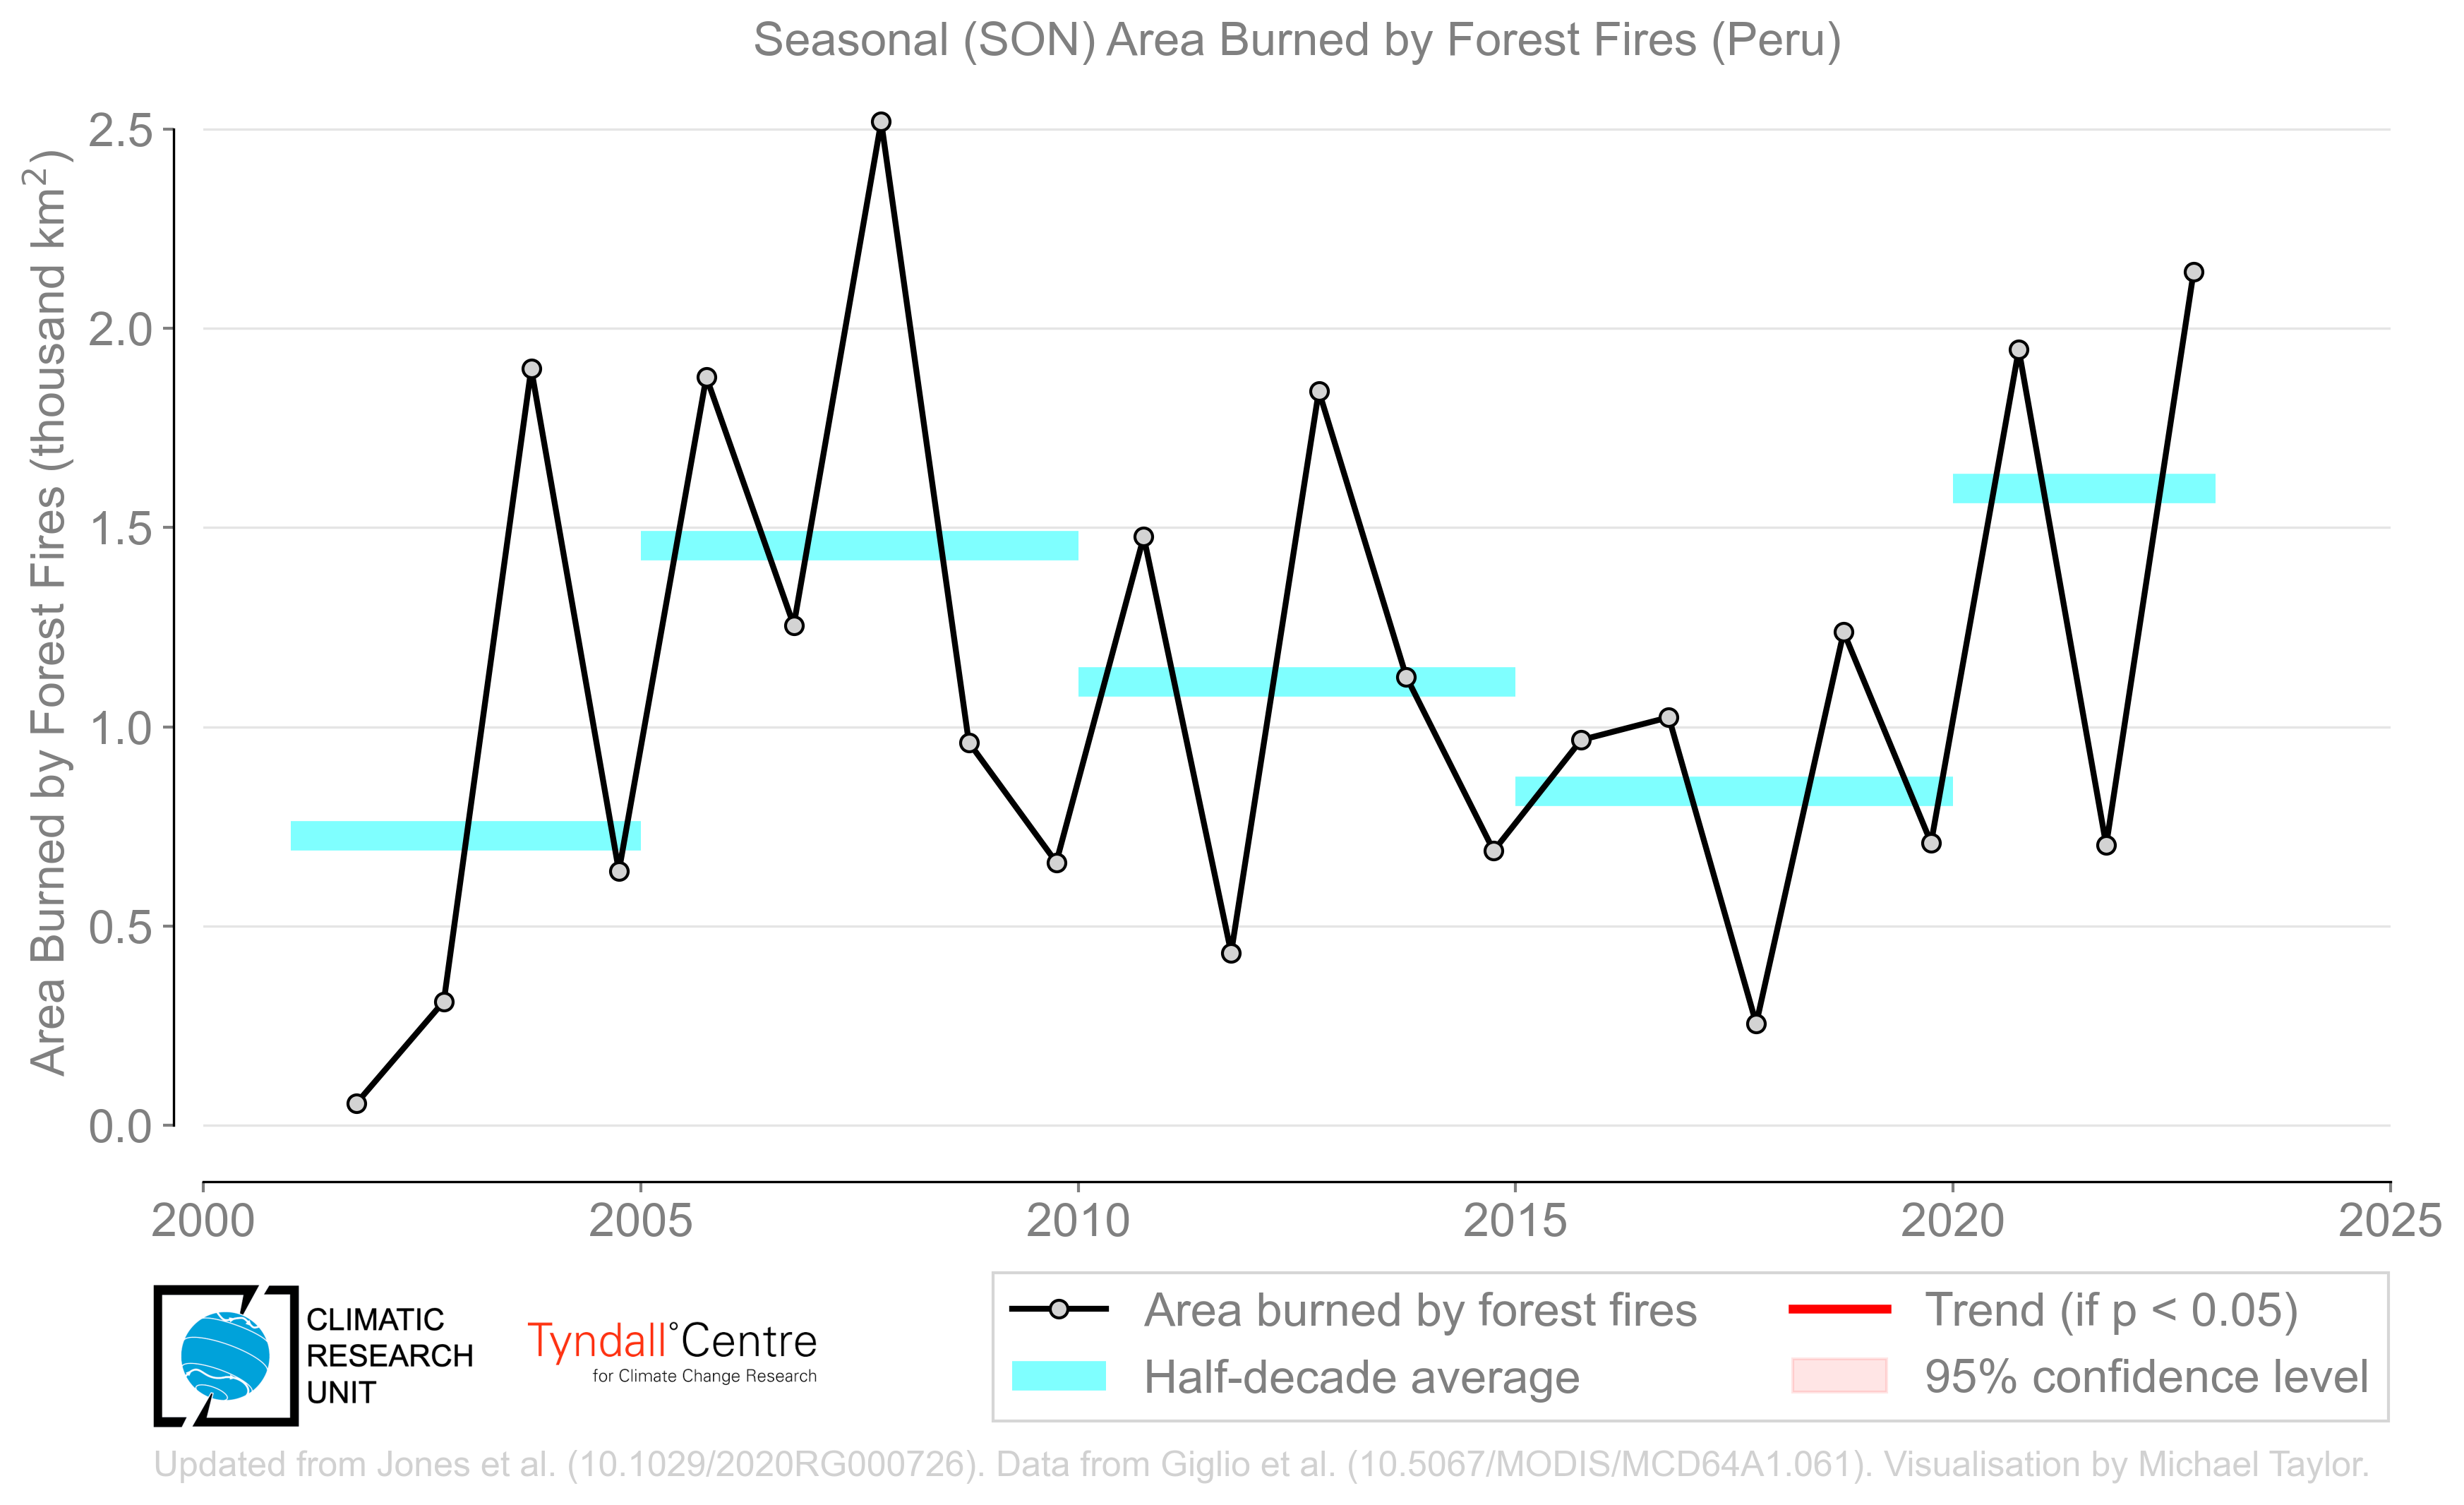 Seasonal (SON) Area Burned by Forest Fires (Peru)
Area Burned by Forest Fires (thousand km²)
2.5
2.0
1.5
1.0
0.5
0.0
2000 2005 2010 2015 2020 2025
CLIMATIC
RESEARCH
UNIT
Tyndall°Centre
for Climate Change Research
Area burned by forest fires
Half-decade average
Trend (if p < 0.05)
95% confidence level
Updated from Jones et al. (10.1029/2020RG000726). Data from Giglio et al. (10.5067/MODIS/MCD64A1.061). Visualisation by Michael Taylor.